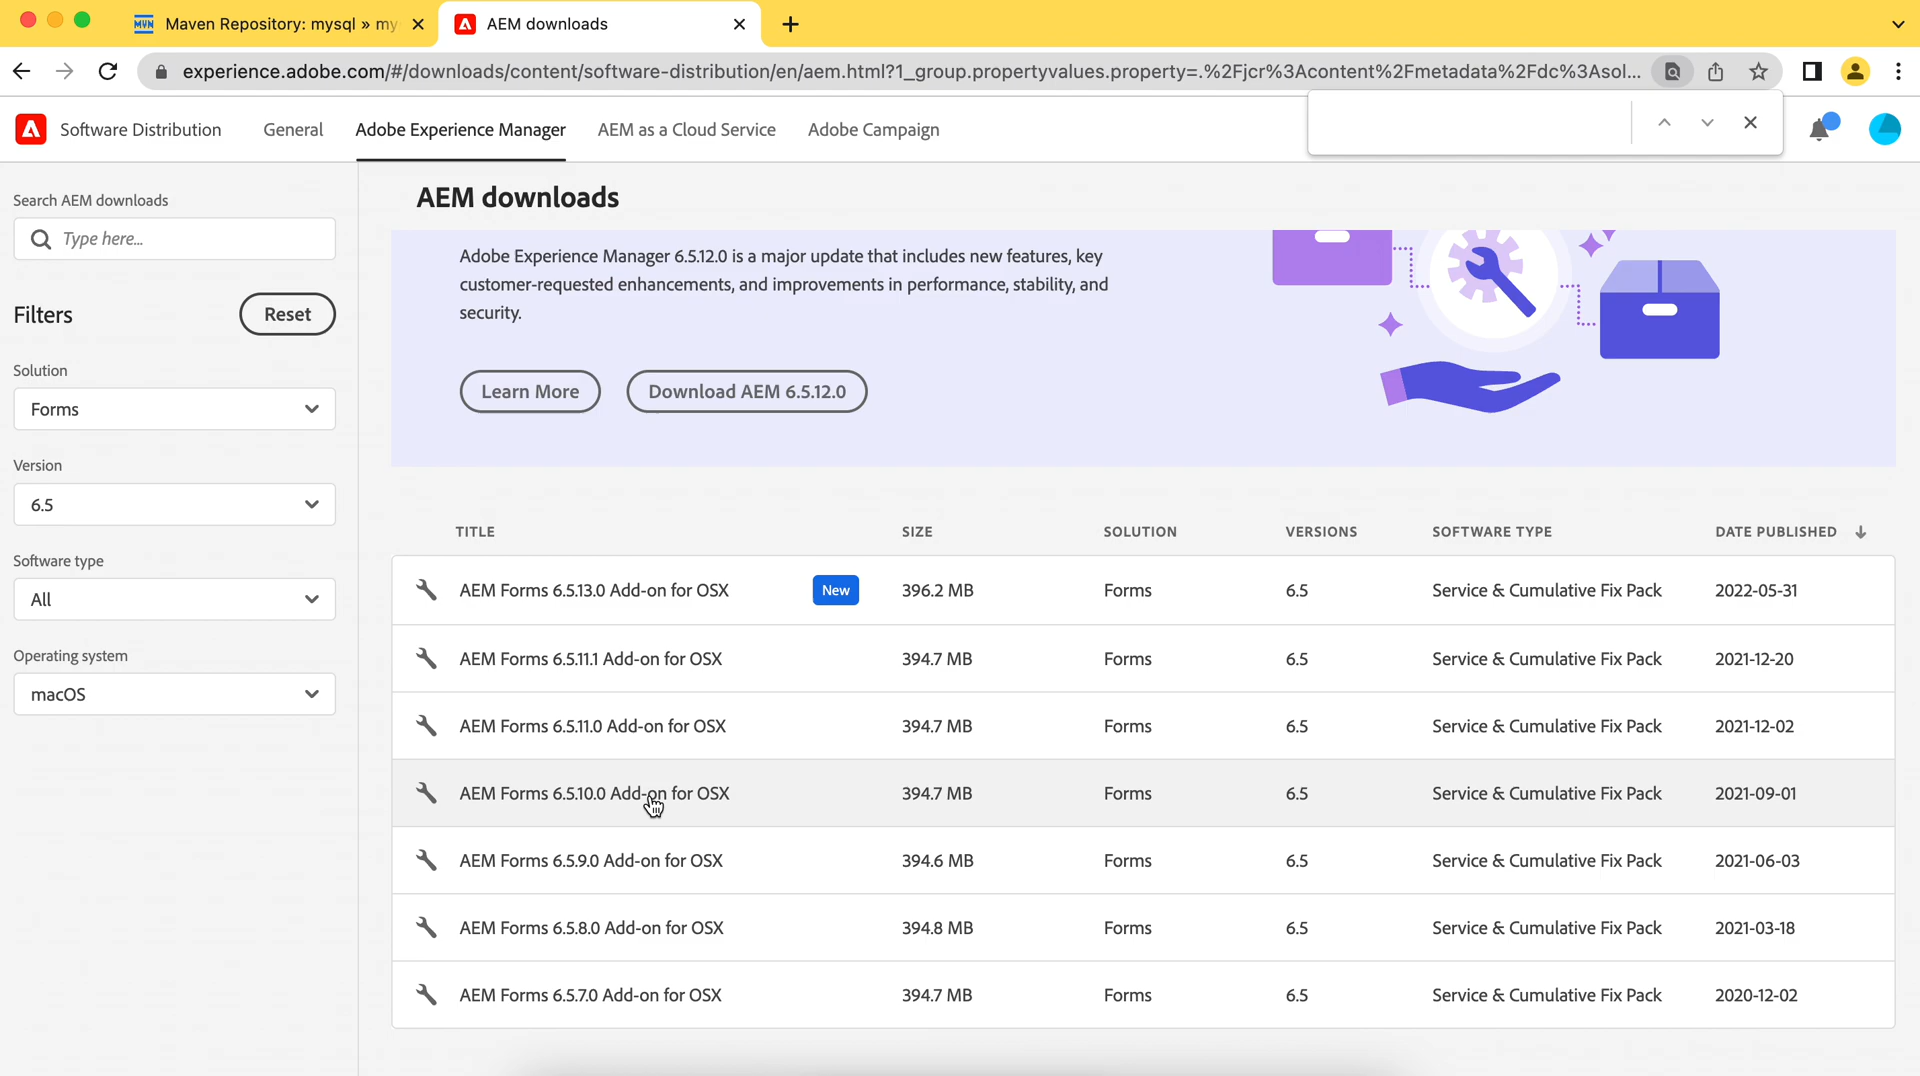 Maven Repository: mysql » my
AEM downloads
experience.adobe.com/#/downloads/content/software-distribution/en/aem.html?1_group.propertyvalues.property=.%2Fjcr%3Acontent%2Fmetadata%2Fdc%3Asol...
Software Distribution
General
Adobe Experience Manager
AEM as a Cloud Service
Adobe Campaign
Search AEM downloads
Type here...
Filters
Reset
Solution
Forms
Version
6.5
Software type
All
Operating system
macOS
AEM downloads
Adobe Experience Manager 6.5.12.0 is a major update that includes new features, key
customer-requested enhancements, and improvements in performance, stability, and
security.
Learn More
Download AEM 6.5.12.0
TITLE SIZE SOLUTION VERSIONS SOFTWARE TYPE DATE PUBLISHED
AEM Forms 6.5.13.0 Add-on for OSX New 396.2 MB Forms 6.5 Service & Cumulative Fix Pack 2022-05-31
AEM Forms 6.5.11.1 Add-on for OSX 394.7 MB Forms 6.5 Service & Cumulative Fix Pack 2021-12-20
AEM Forms 6.5.11.0 Add-on for OSX 394.7 MB Forms 6.5 Service & Cumulative Fix Pack 2021-12-02
AEM Forms 6.5.10.0 Add-on for OSX 394.7 MB Forms 6.5 Service & Cumulative Fix Pack 2021-09-01
AEM Forms 6.5.9.0 Add-on for OSX 394.6 MB Forms 6.5 Service & Cumulative Fix Pack 2021-06-03
AEM Forms 6.5.8.0 Add-on for OSX 394.8 MB Forms 6.5 Service & Cumulative Fix Pack 2021-03-18
AEM Forms 6.5.7.0 Add-on for OSX 394.7 MB Forms 6.5 Service & Cumulative Fix Pack 2020-12-02